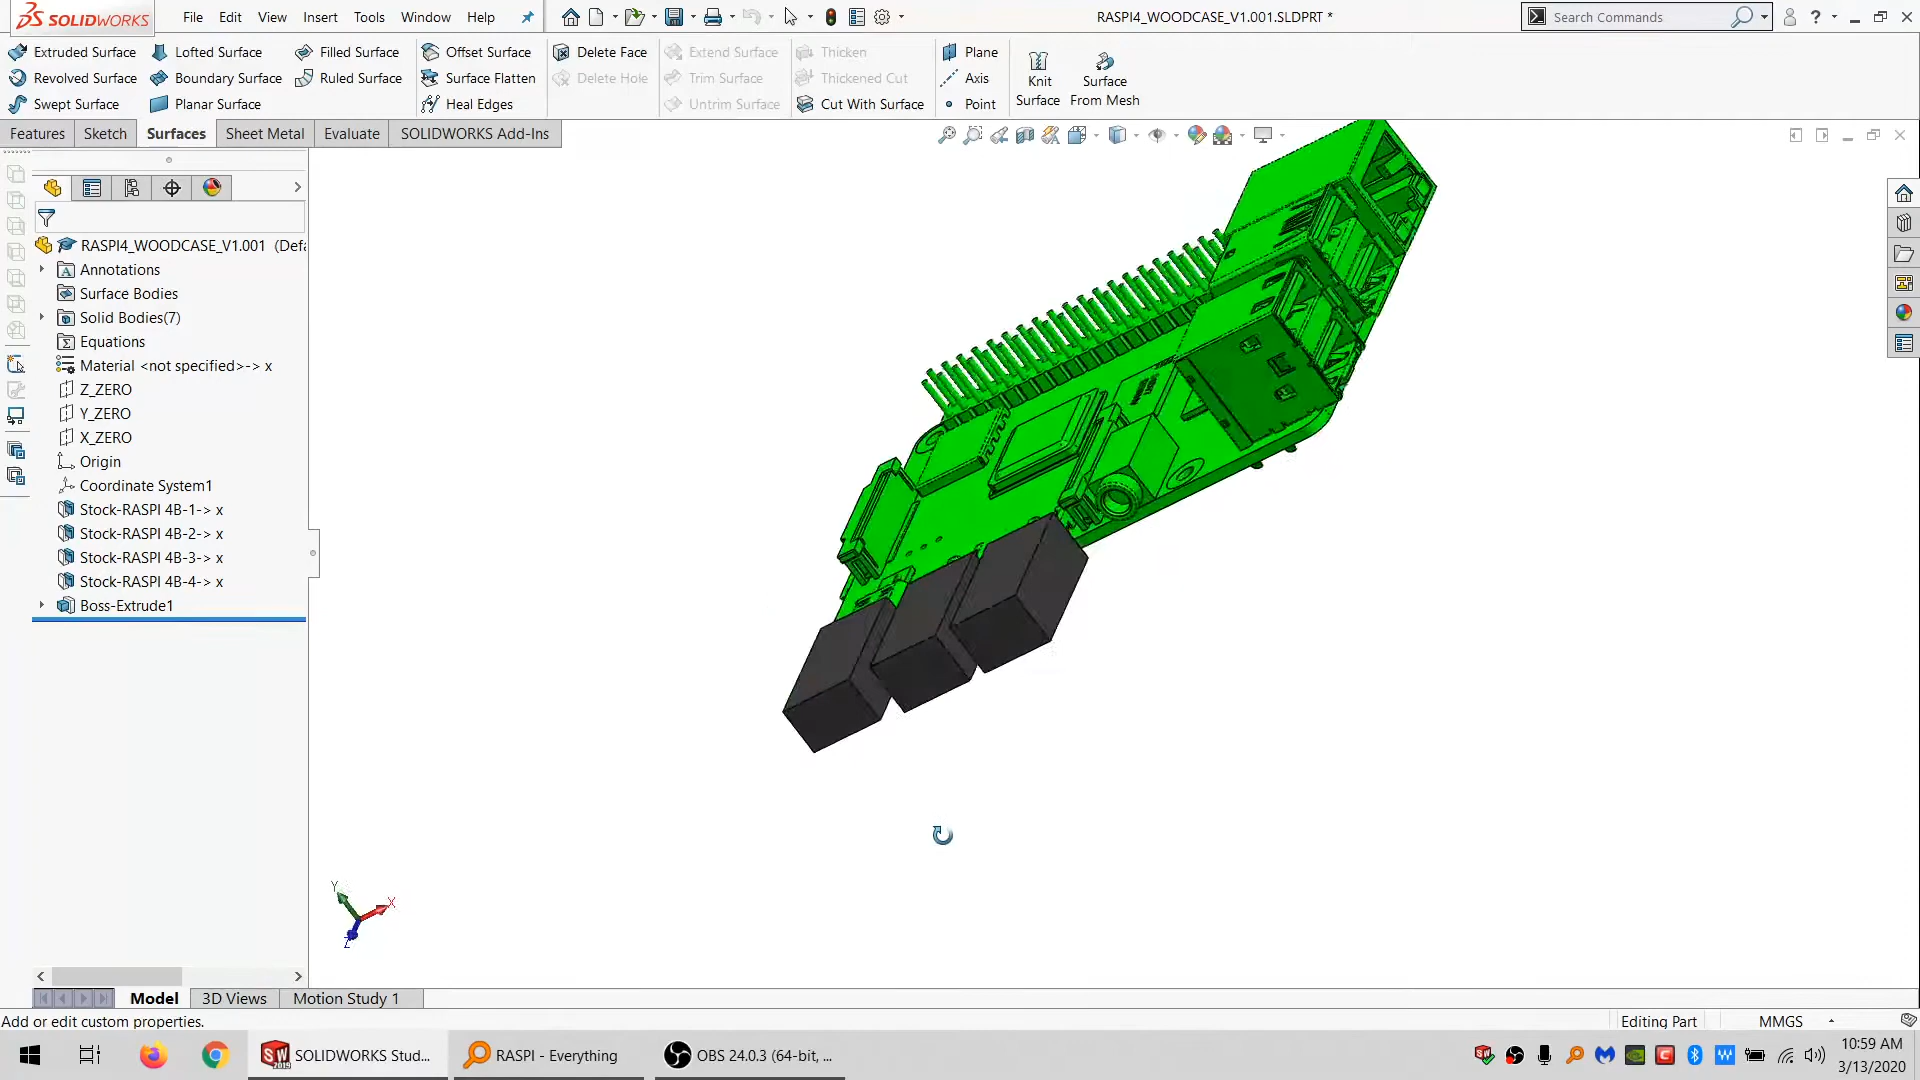 SOLIDWORKS
File Edit View Insert Tools Window Help
RASPI4_WOODCASE_V1.001.SLDPRT *
Search Commands
Extruded Surface
Lofted Surface
Filled Surface
Offset Surface
Delete Face
Extend Surface
Thicken
Plane
Revolved Surface
Boundary Surface
Ruled Surface
Surface Flatten
Delete Hole
Trim Surface
Thickened Cut
Axis
Swept Surface
Planar Surface
Heal Edges
Untrim Surface
Cut With Surface
Point
Knit
Surface
Surface
From Mesh
Features Sketch Surfaces Sheet Metal Evaluate SOLIDWORKS Add-Ins
RASPI4_WOODCASE_V1.001 (Defa
Annotations
Surface Bodies
Solid Bodies(7)
Equations
Material <not specified>-> x
Z_ZERO
Y_ZERO
X_ZERO
Origin
Coordinate System1
Stock-RASPI 4B-1-> x
Stock-RASPI 4B-2-> x
Stock-RASPI 4B-3-> x
Stock-RASPI 4B-4-> x
Boss-Extrude1
Y
X
Z
Model 3D Views Motion Study 1
Add or edit custom properties.
Editing Part
MMGS
SOLIDWORKS Stud...
RASPI - Everything
OBS 24.0.3 (64-bit, ...
10:59 AM
3/13/2020